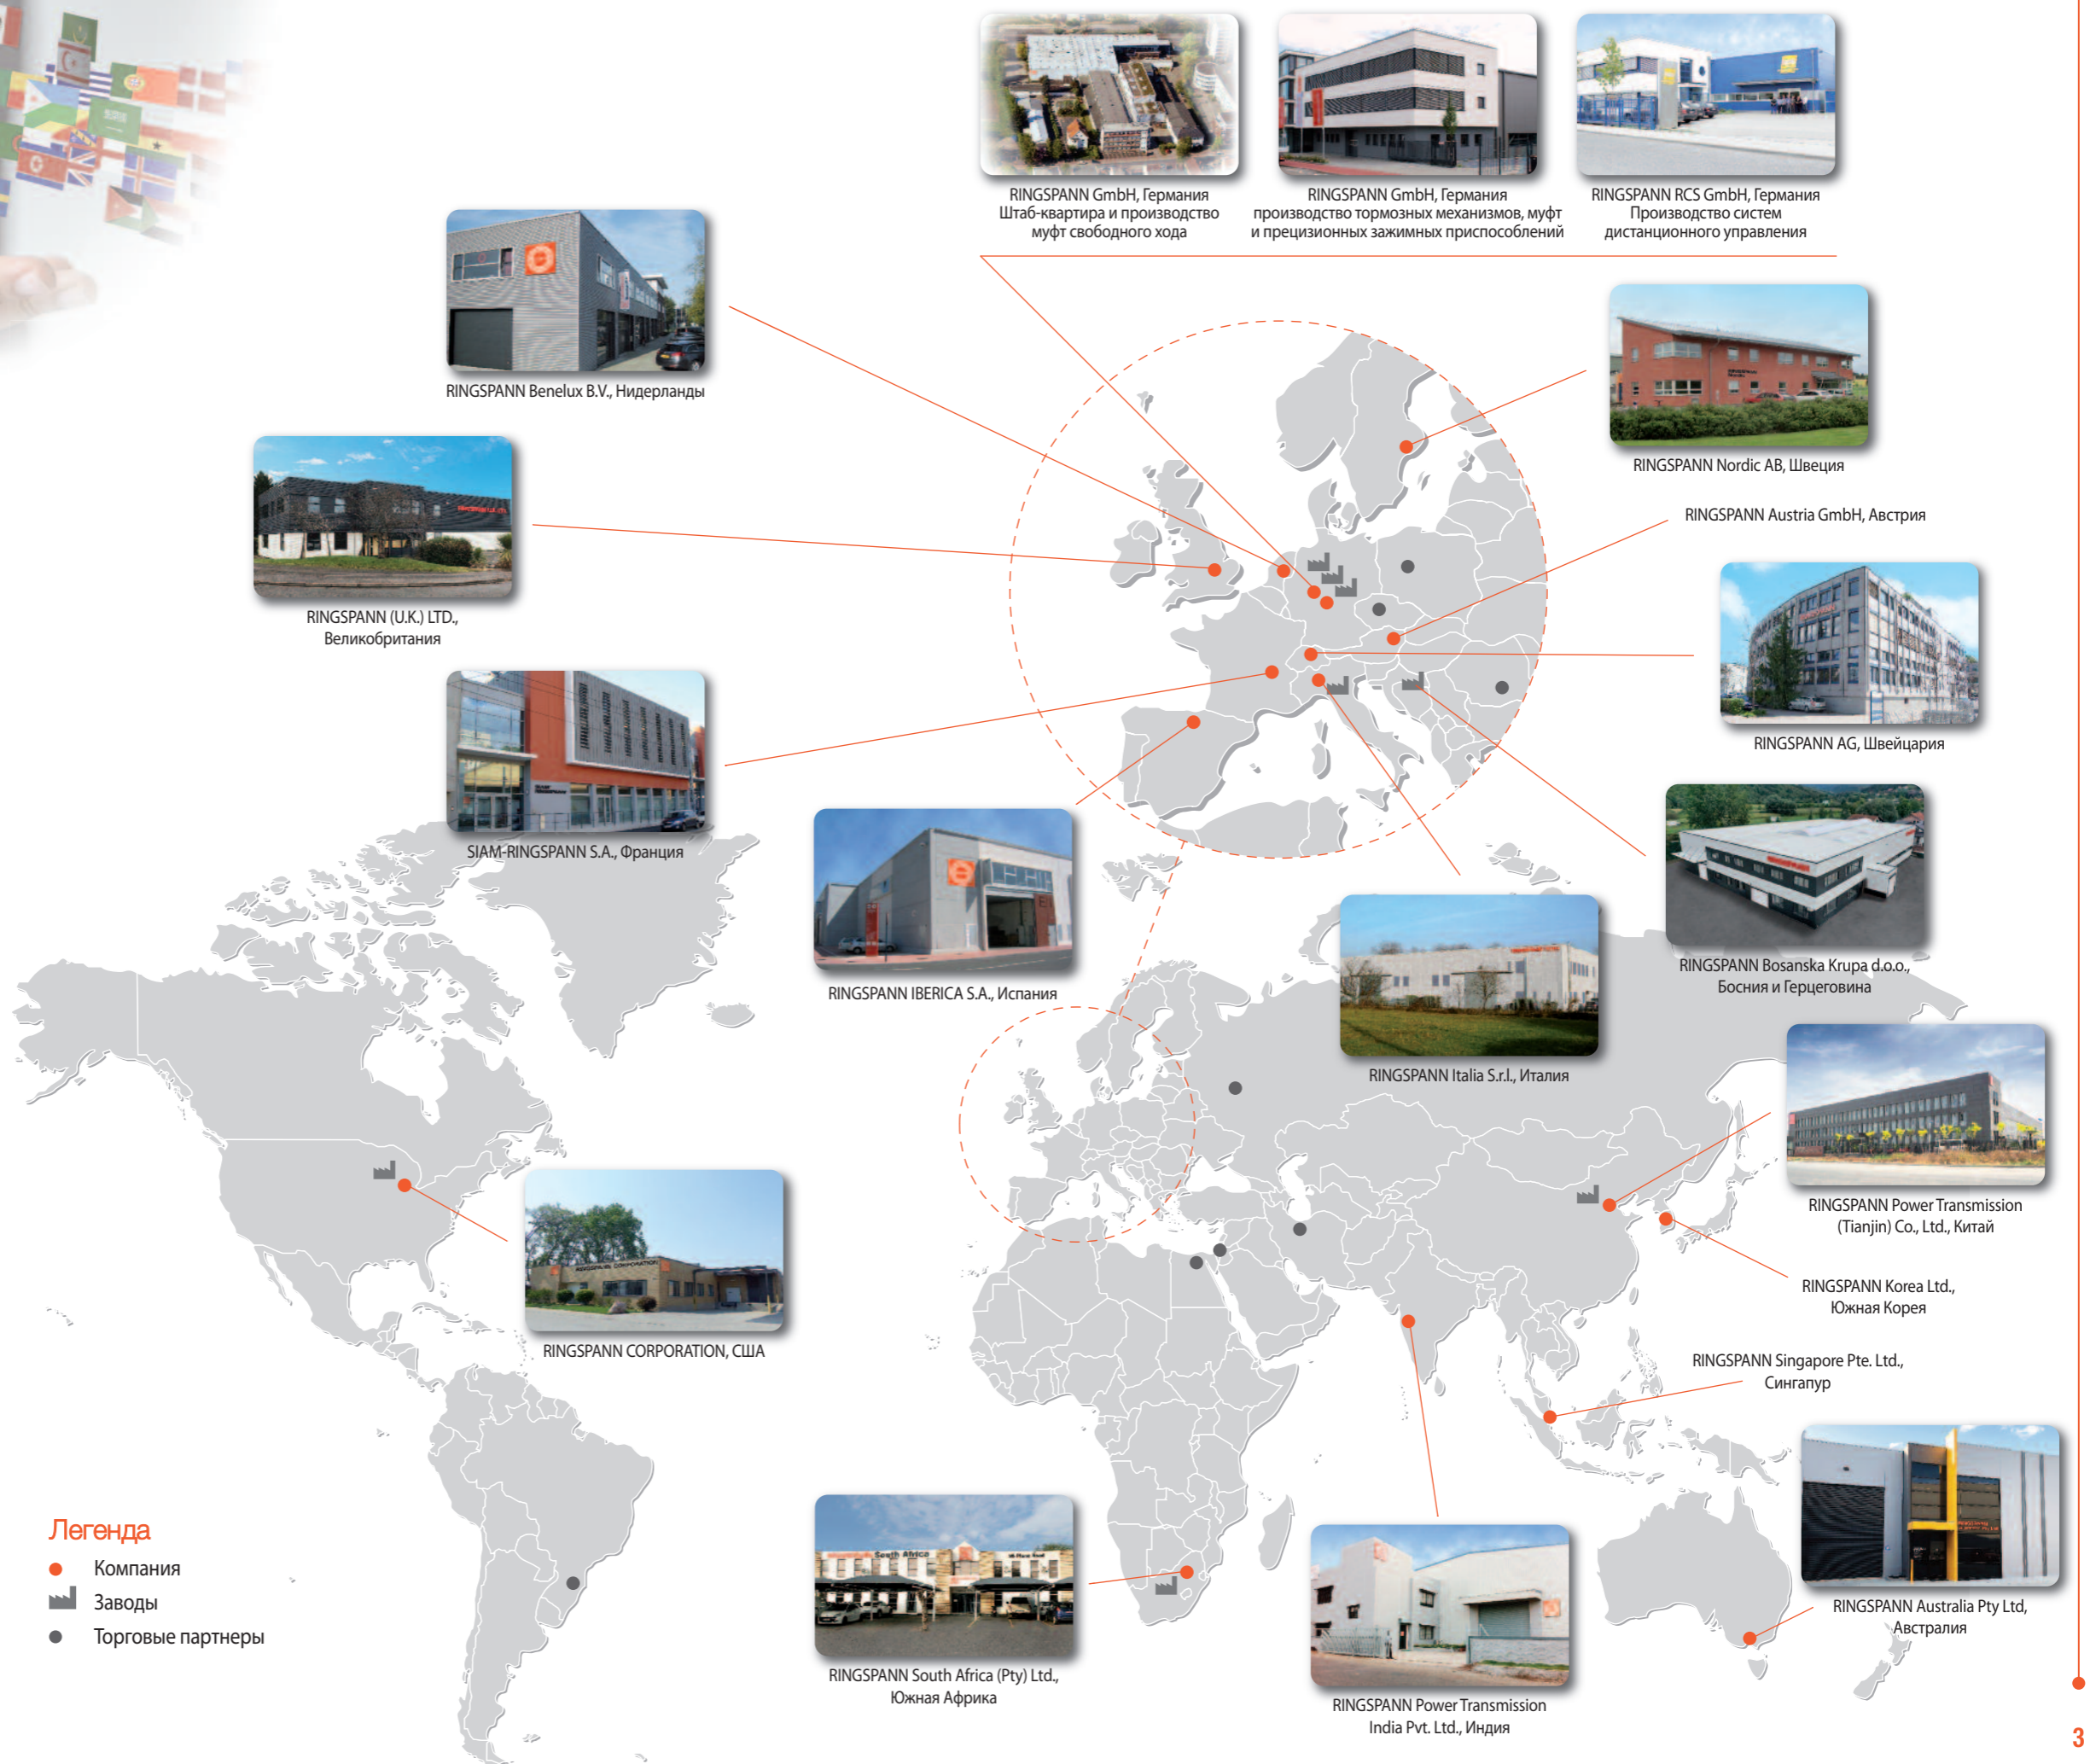 RINGSPANN GmbH, Германия
Штаб-квартира и производство
муфт свободного хода
RINGSPANN GmbH, Германия
производство тормозных механизмов, муфт
и прецизионных зажимных приспособлений
RINGSPANN RCS GmbH, Германия
Производство систем
дистанционного управления
RINGSPANN Benelux B.V., Нидерланды
RINGSPANN Nordic AB, Швеция
RINGSPANN Austria GmbH, Австрия
RINGSPANN (U.K.) LTD.,
Великобритания
RINGSPANN AG, Швейцария
SIAM-RINGSPANN S.A., Франция
RINGSPANN IBERICA S.A., Испания
RINGSPANN Bosanska Krupa d.o.o.,
Босния и Герцеговина
RINGSPANN Italia S.r.l., Италия
RINGSPANN Power Transmission
(Tianjin) Co., Ltd., Китай
RINGSPANN Korea Ltd.,
Южная Корея
RINGSPANN CORPORATION
RINGSPANN CORPORATION, США
RINGSPANN Singapore Pte. Ltd.,
Сингапур
South Africa
RINGSPANN South Africa (Pty) Ltd.,
Южная Африка
RINGSPANN Power Transmission
India Pvt. Ltd., Индия
RINGSPANN Australia Pty Ltd,
Австралия
Легенда
Компания
Заводы
Торговые партнеры
3